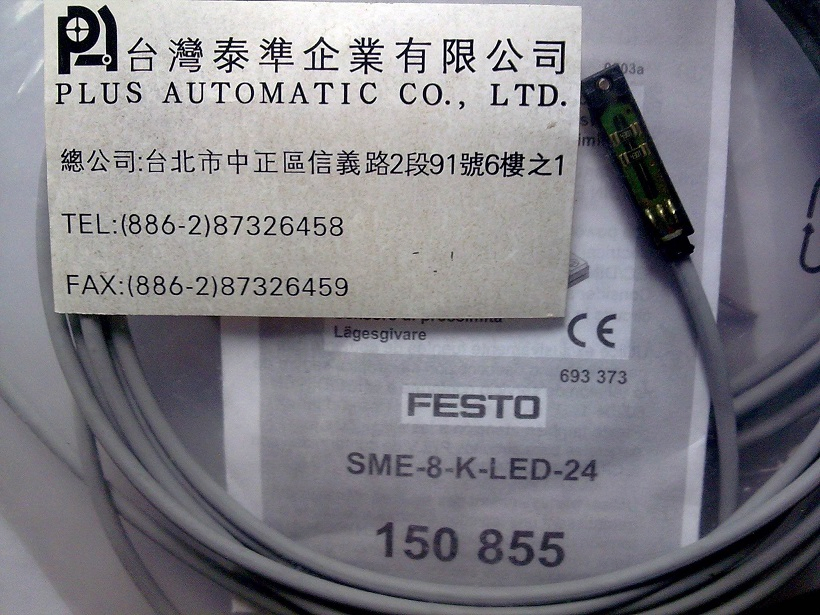 台灣泰準企業有限公司
PLUS AUTOMATIC CO., LTD.
總公司:台北市中正區信義路2段91號6樓之1
TEL:(886-2)87326458
FAX:(886-2)87326459
Lägesgivare
CE
693 373
FESTO
SME-8-K-LED-24
150 855